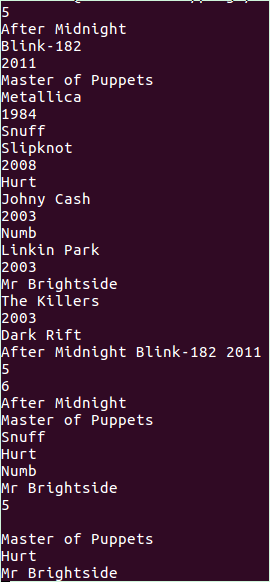 5
After Midnight
Blink-182
2011
Master of Puppets
Metallica
1984
Snuff
Slipknot
2008
Hurt
Johny Cash
2003
Numb
Linkin Park
2003
Mr Brightside
The Killers
2003
Dark Rift
After Midnight Blink-182 2011
5
6
After Midnight
Master of Puppets
Snuff
Hurt
Numb
Mr Brightside
5

Master of Puppets
Hurt
Mr Brightside